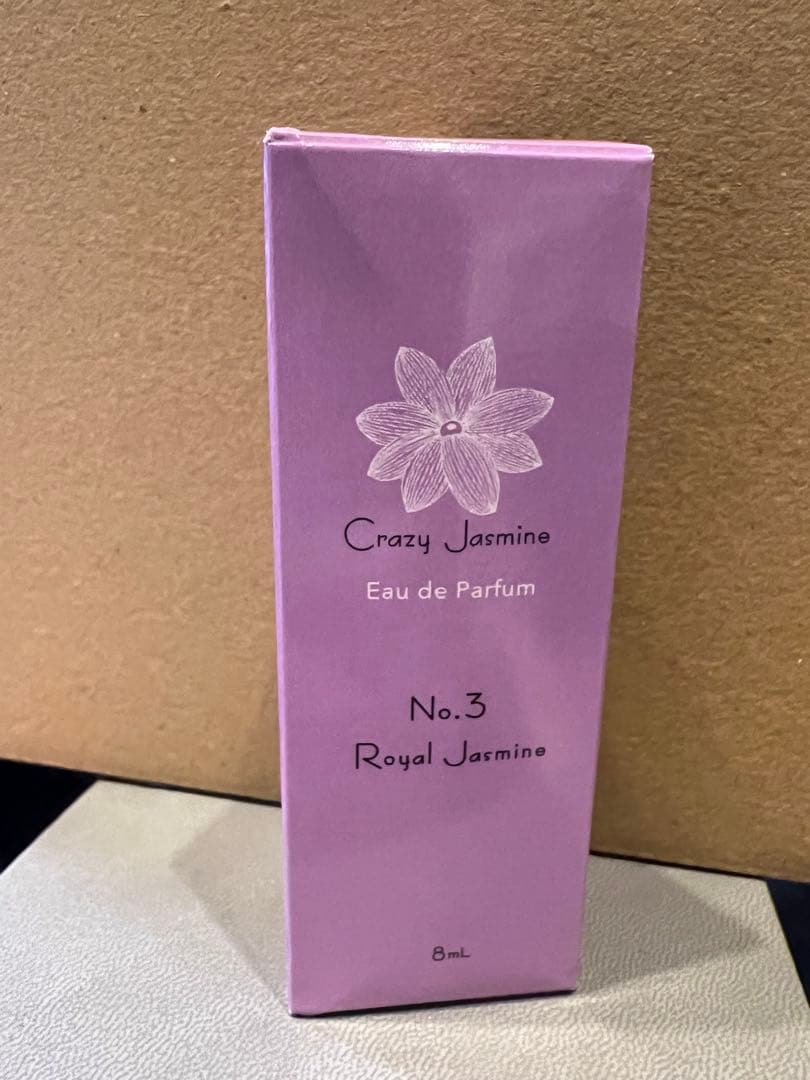 Crazy Jasmine
Eau de Parfum
No.3
Royal Jasmine
8mL